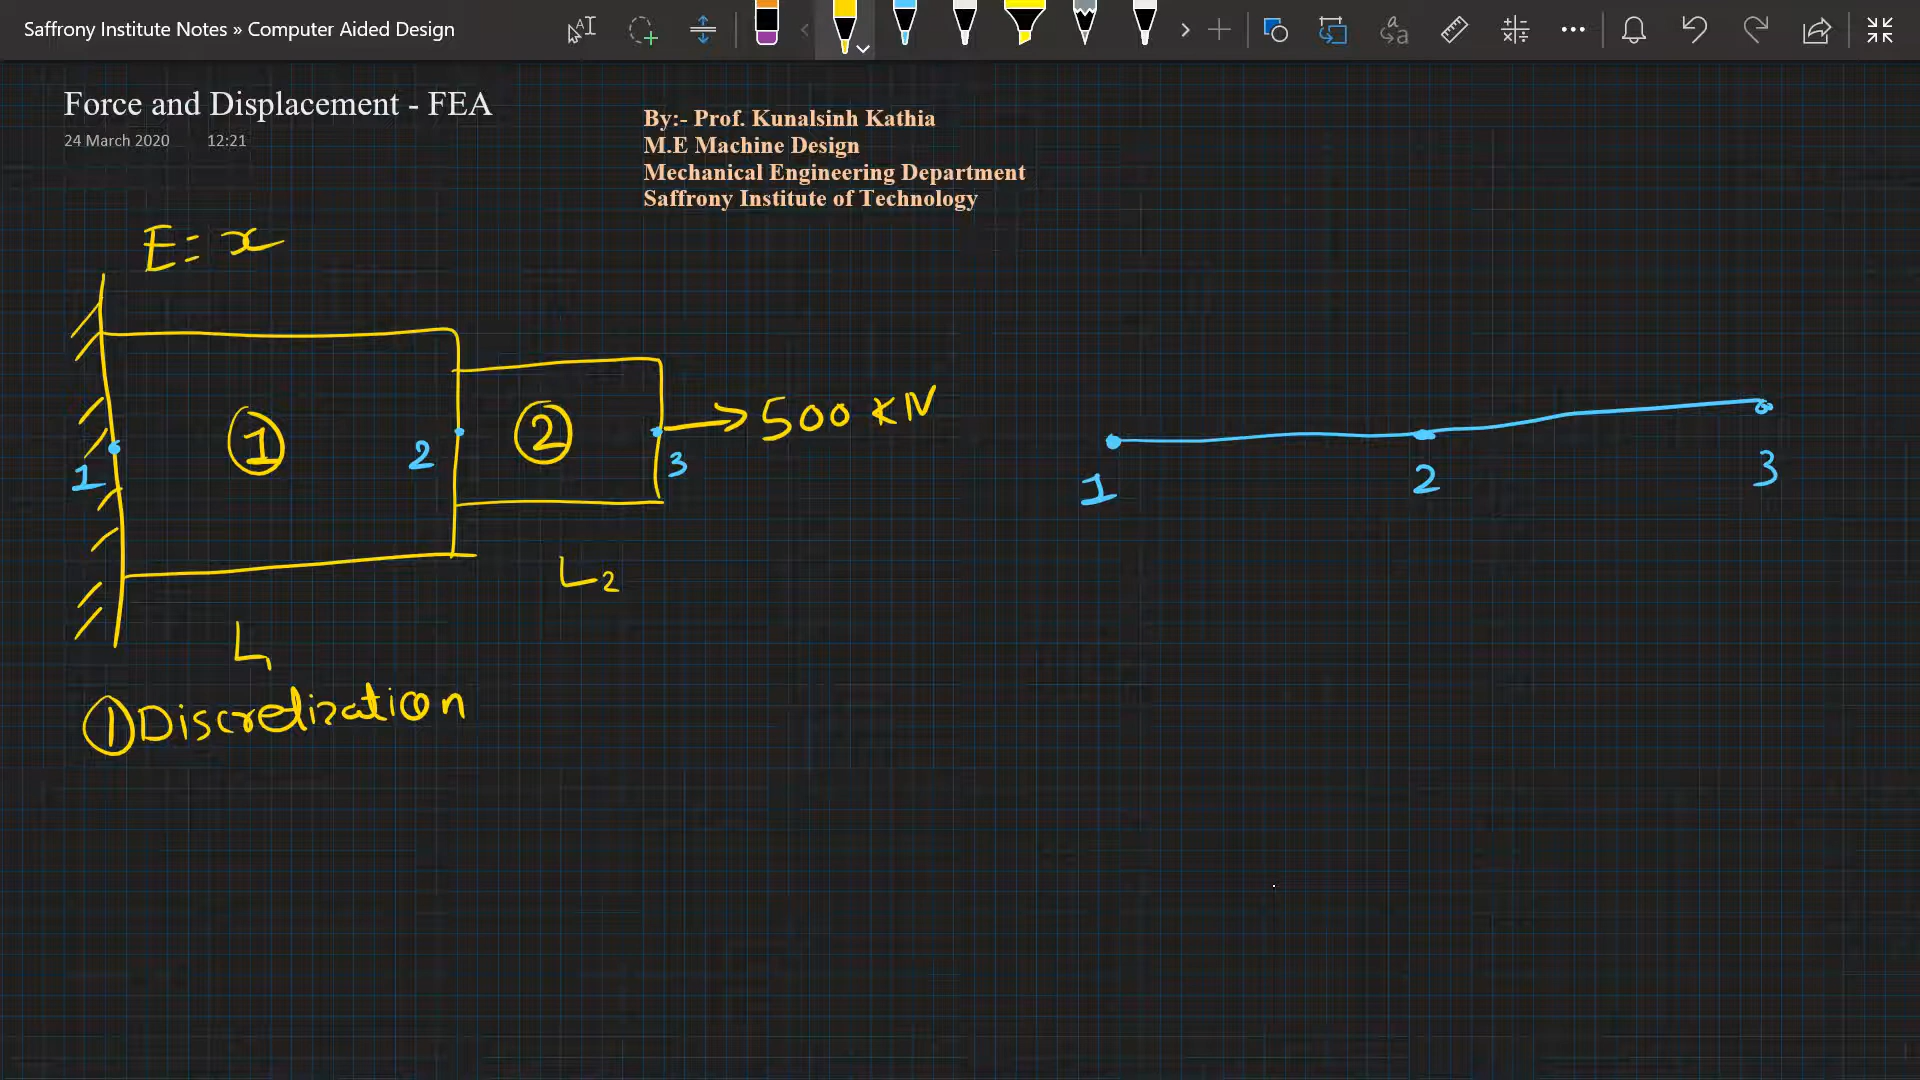 Saffrony Institute Notes » Computer Aided Design
Force and Displacement - FEA
24 March 2020 12:21
By:- Prof. Kunalsinh Kathia
M.E Machine Design
Mechanical Engineering Department
Saffrony Institute of Technology
E = x
1 1 2 2 3 → 500 KN
1 2 3
L1
L2
① Discretization